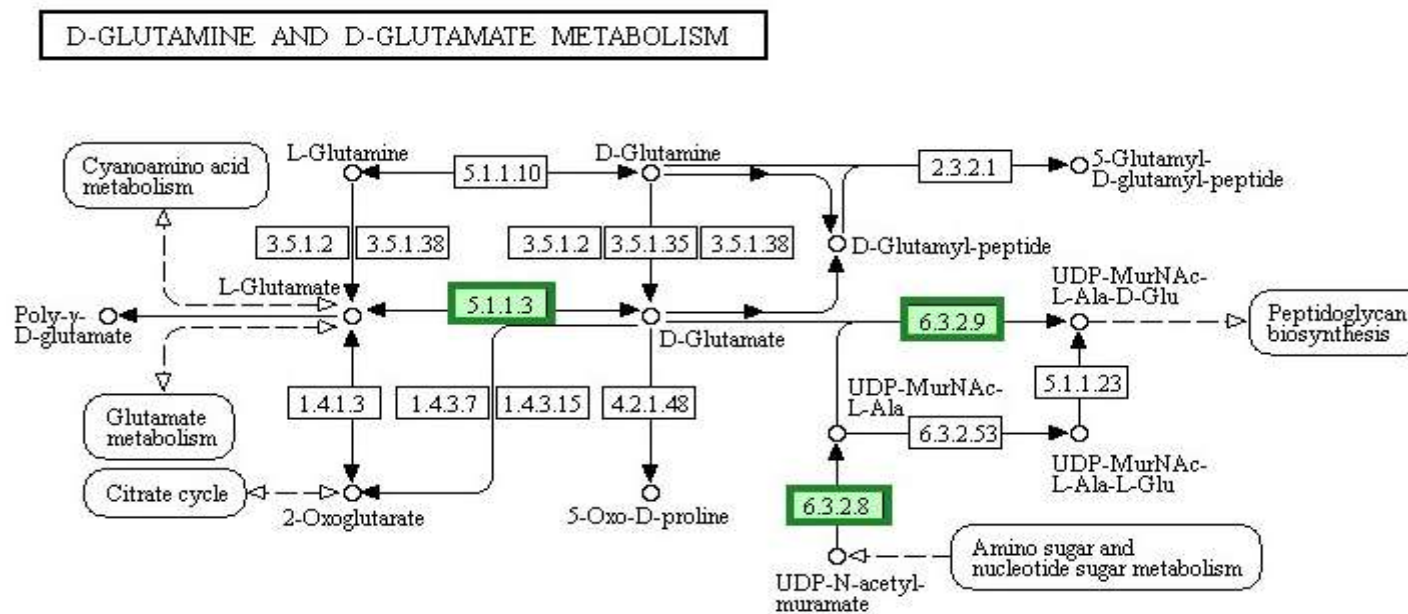 D-GLUTAMINE AND D-GLUTAMATE METABOLISM
Cyanoamino acid
metabolism
L-Glutamine
5.1.1.10
D-Glutamine
2.3.2.1
5-Glutamyl-
D-glutamyl-peptide
3.5.1.2
3.5.1.38
3.5.1.2
3.5.1.35
3.5.1.38
D-Glutamyl-peptide
L-Glutamate
5.1.1.3
UDP-MurNAc-
L-Ala-D-Glu
Poly-γ-
D-glutamate
D-Glutamate
6.3.2.9
Peptidoglycan
biosynthesis
Glutamate
metabolism
1.4.1.3
1.4.3.7
1.4.3.15
4.2.1.48
UDP-MurNAc-
L-Ala
5.1.1.23
6.3.2.53
UDP-MurNAc-
L-Ala-L-Glu
Citrate cycle
2-Oxoglutarate
5-Oxo-D-proline
6.3.2.8
Amino sugar and
nucleotide sugar metabolism
UDP-N-acetyl-
muramate